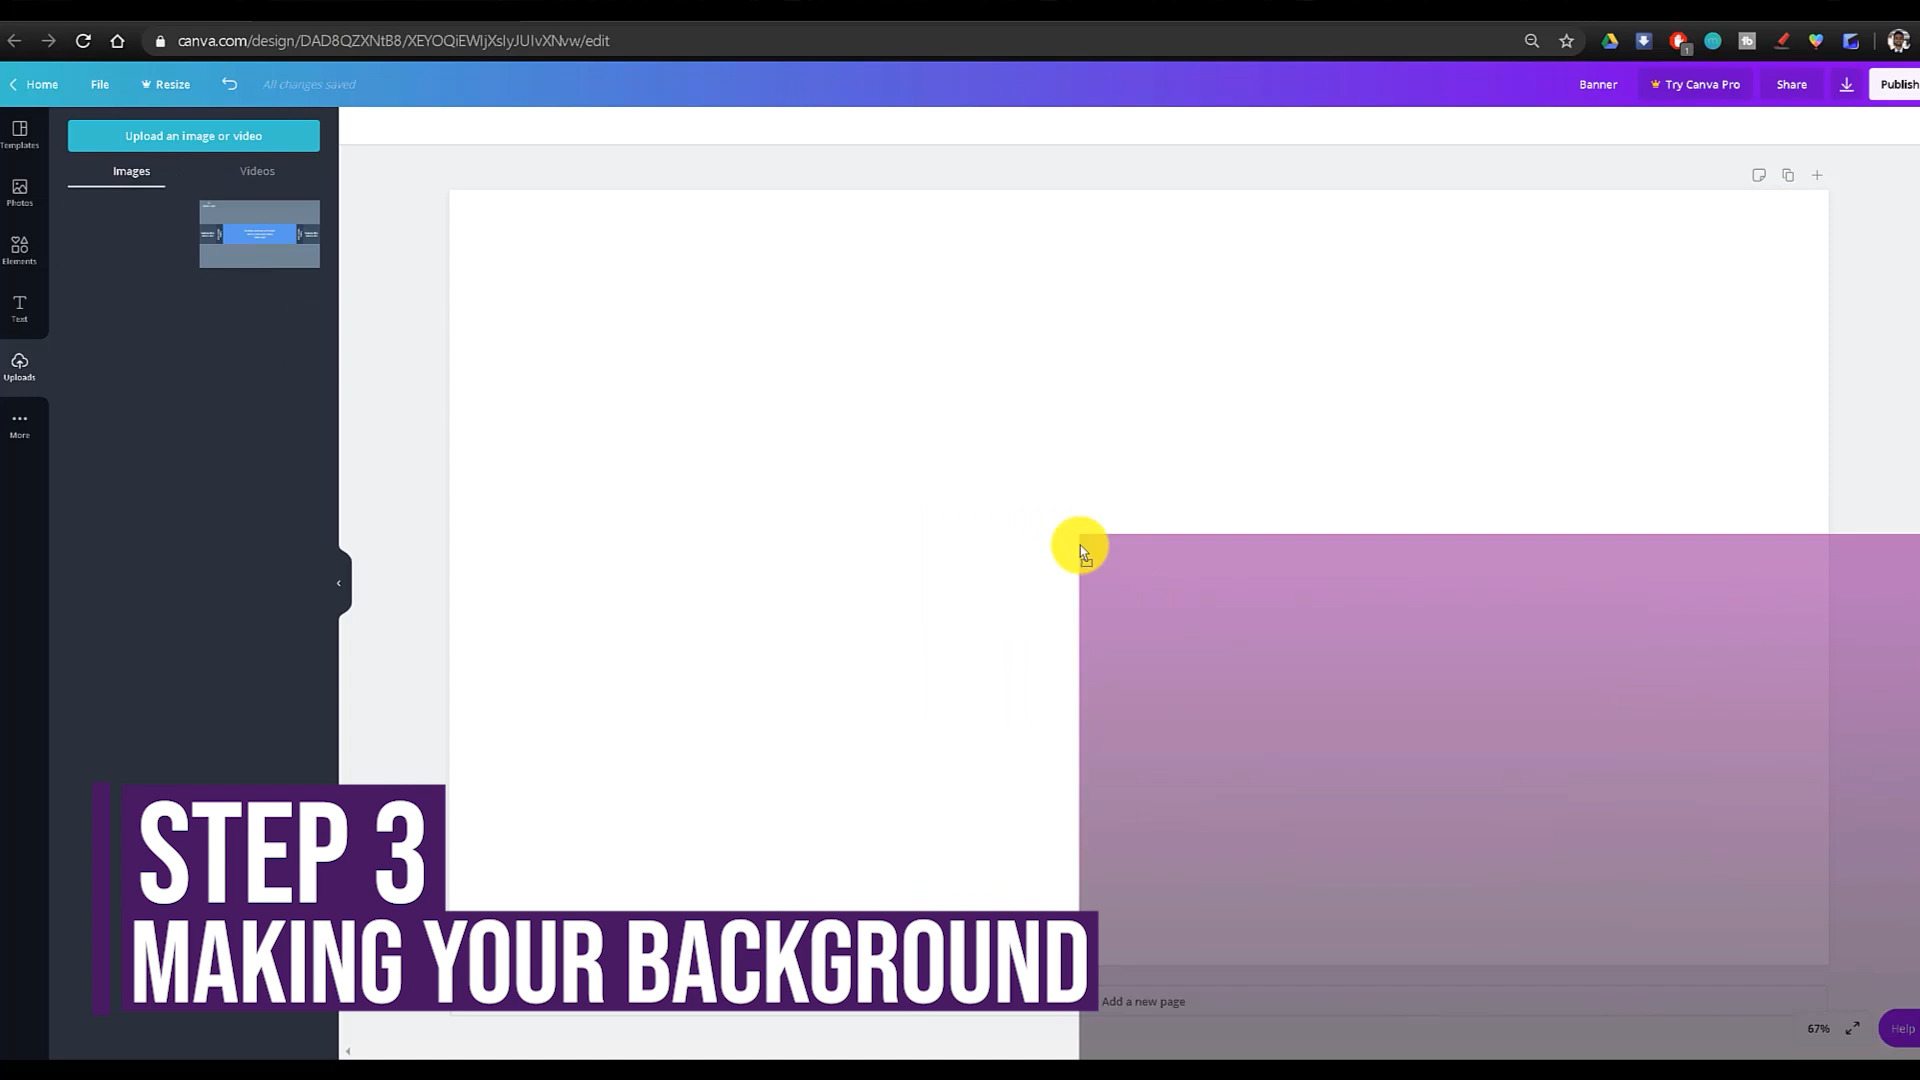 canva.com/design/DAD8QZXNtB8/XEYOQiEWIjXsIyJUIvXNvw/edit
1
Home
File
Resize
All changes saved
Banner
Try Canva Pro
Share
Publish
Templates
Photos
Elements
Text
Uploads
More
Upload an image or video
Images
Videos
STEP 3
MAKING YOUR BACKGROUND
Add a new page
67%
Help